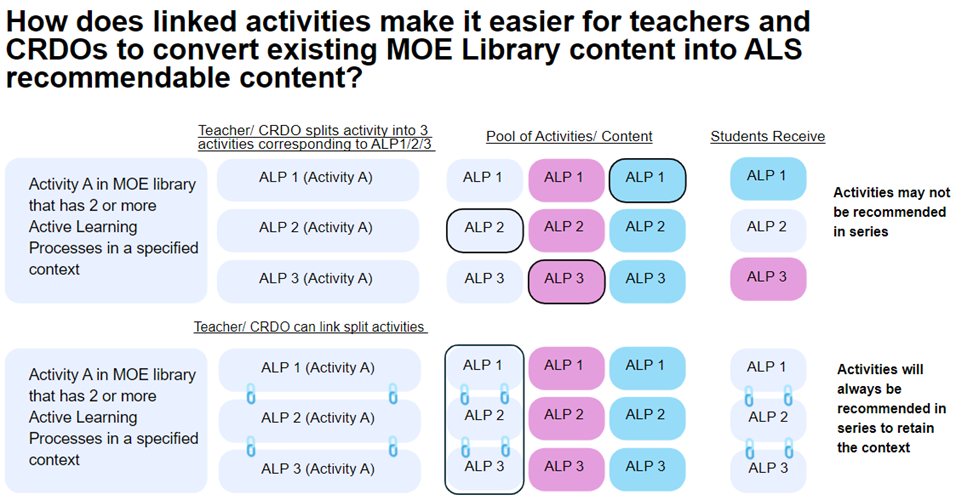 How does linked activities make it easier for teachers and
CRDOs to convert existing MOE Library content into ALS
recommendable content?
Teacher/ CRDO splits activity into 3
activities corresponding to ALP1/2/3
Pool of Activities/ Content
Students Receive
Activity A in MOE library
that has 2 or more
Active Learning
Processes in a specified
context
ALP 1 (Activity A)
ALP 2 (Activity A)
ALP 3 (Activity A)
ALP 1
ALP 1
ALP 1
ALP 2
ALP 2
ALP 2
ALP 3
ALP 3
ALP 3
ALP 1
ALP 2
ALP 3
Activities may not
be recommended
in series
Teacher/ CRDO can link split activities
Activity A in MOE library
that has 2 or more
Active Learning
Processes in a specified
context
ALP 1 (Activity A)
ALP 2 (Activity A)
ALP 3 (Activity A)
ALP 1
ALP 1
ALP 1
ALP 2
ALP 2
ALP 2
ALP 3
ALP 3
ALP 3
ALP 1
ALP 2
ALP 3
Activities will
always be
recommended in
series to retain
the context